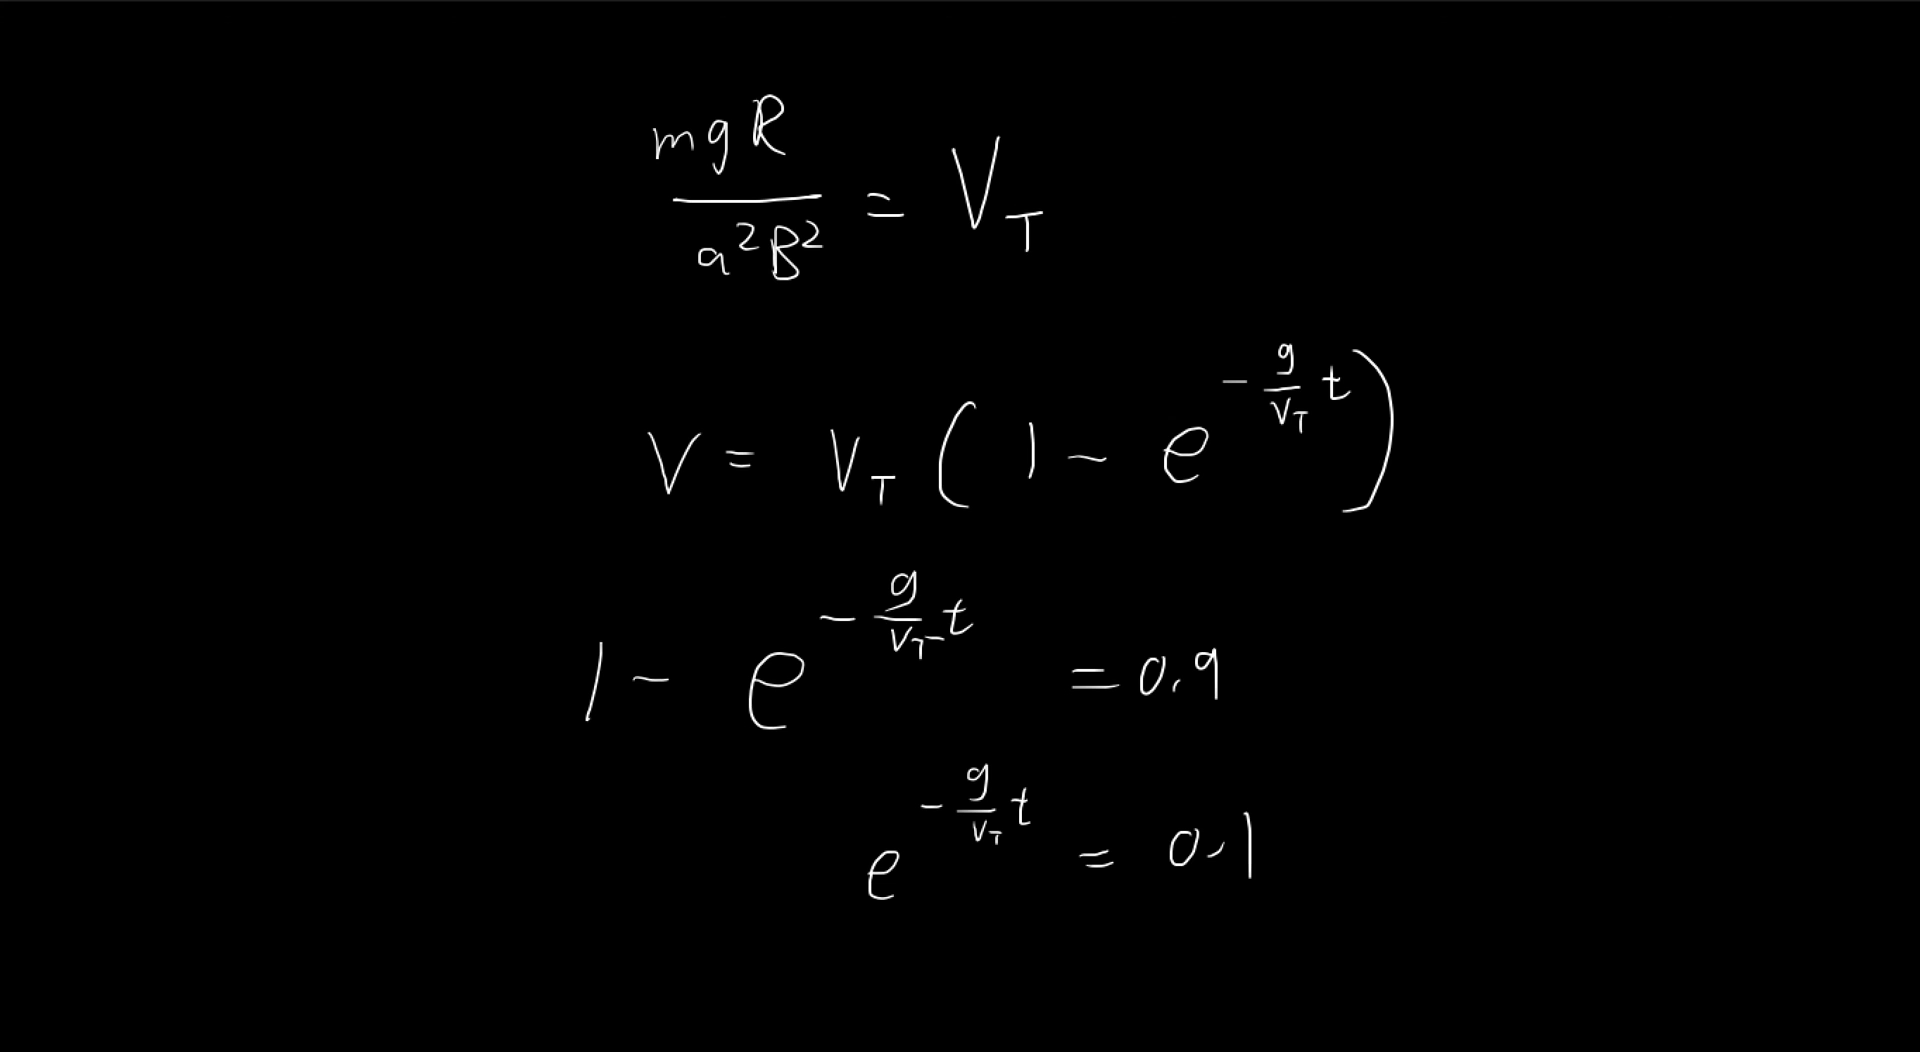 mgR / a²B² = V_T
V = V_T ( 1 - e^(-(g/V_T) t) )
1 - e^(-(g/V_T) t) = 0.9
e^(-(g/V_T) t) = 0.1